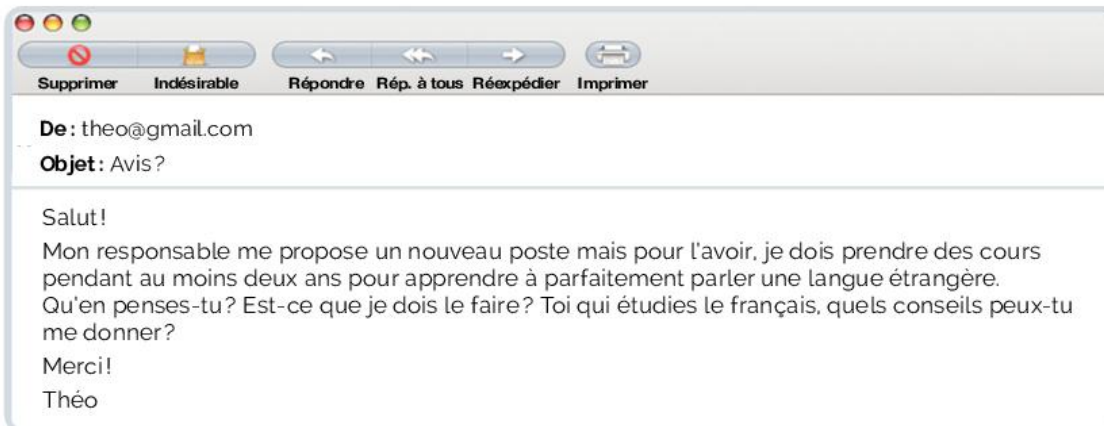 Supprimer Indésirable Répondre Rép. à tous Réexpédier Imprimer
De : theo@gmail.com
Objet : Avis ?
Salut !
Mon responsable me propose un nouveau poste mais pour l'avoir, je dois prendre des cours
pendant au moins deux ans pour apprendre à parfaitement parler une langue étrangère.
Qu'en penses-tu ? Est-ce que je dois le faire ? Toi qui étudies le français, quels conseils peux-tu
me donner ?
Merci !
Théo